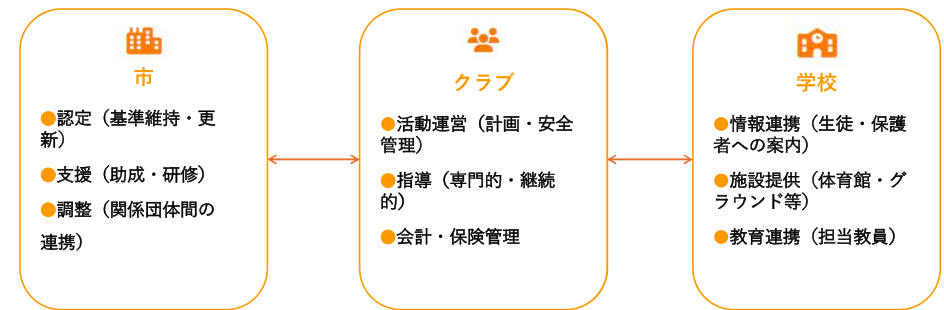 市
●認定（基準維持・更
新）
●支援（助成・研修）
●調整（関係団体間の
連携）
クラブ
●活動運営（計画・安全
管理）
●指導（専門的・継続
的）
●会計・保険管理
学校
●情報連携（生徒・保護
者への案内）
●施設提供（体育館・グ
ラウンド等）
●教育連携（担当教員）